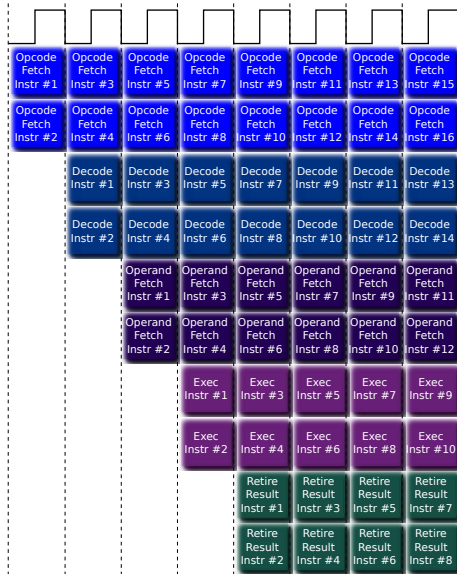 Opcode Fetch Instr #1
Opcode Fetch Instr #3
Opcode Fetch Instr #5
Opcode Fetch Instr #7
Opcode Fetch Instr #9
Opcode Fetch Instr #11
Opcode Fetch Instr #13
Opcode Fetch Instr #15
Opcode Fetch Instr #2
Opcode Fetch Instr #4
Opcode Fetch Instr #6
Opcode Fetch Instr #8
Opcode Fetch Instr #10
Opcode Fetch Instr #12
Opcode Fetch Instr #14
Opcode Fetch Instr #16
Decode Instr #1
Decode Instr #3
Decode Instr #5
Decode Instr #7
Decode Instr #9
Decode Instr #11
Decode Instr #13
Decode Instr #2
Decode Instr #4
Decode Instr #6
Decode Instr #8
Decode Instr #10
Decode Instr #12
Decode Instr #14
Operand Fetch Instr #1
Operand Fetch Instr #3
Operand Fetch Instr #5
Operand Fetch Instr #7
Operand Fetch Instr #9
Operand Fetch Instr #11
Operand Fetch Instr #2
Operand Fetch Instr #4
Operand Fetch Instr #6
Operand Fetch Instr #8
Operand Fetch Instr #10
Operand Fetch Instr #12
Exec Instr #1
Exec Instr #3
Exec Instr #5
Exec Instr #7
Exec Instr #9
Exec Instr #2
Exec Instr #4
Exec Instr #6
Exec Instr #8
Exec Instr #10
Retire Result Instr #1
Retire Result Instr #3
Retire Result Instr #5
Retire Result Instr #7
Retire Result Instr #2
Retire Result Instr #4
Retire Result Instr #6
Retire Result Instr #8